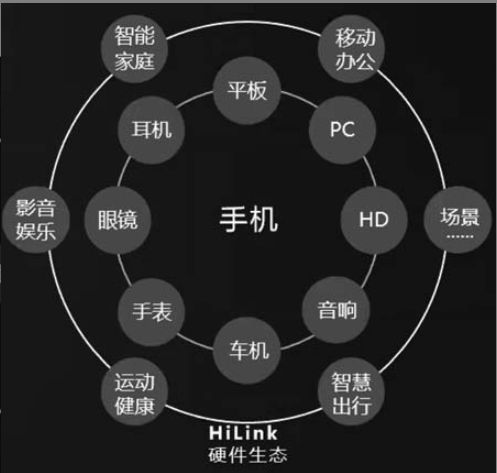 智能
家庭
移动
办公
平板
耳机
PC
影音
娱乐
眼镜
手机
HD
场景
......
手表
音响
车机
运动
健康
智慧
出行
HiLink
硬件生态